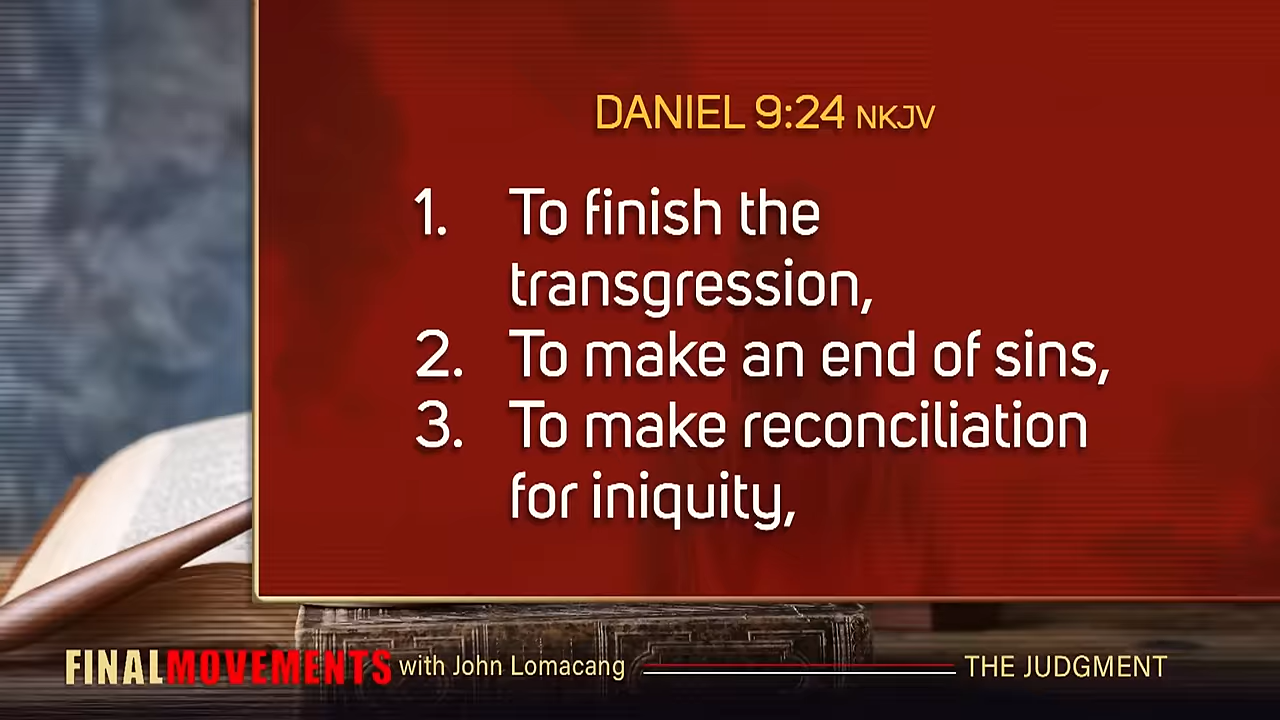 DANIEL 9:24 NKJV
1. To finish the
transgression,
2. To make an end of sins,
3. To make reconciliation
for iniquity,
FINALMOVEMENTS with John Lomacang THE JUDGMENT